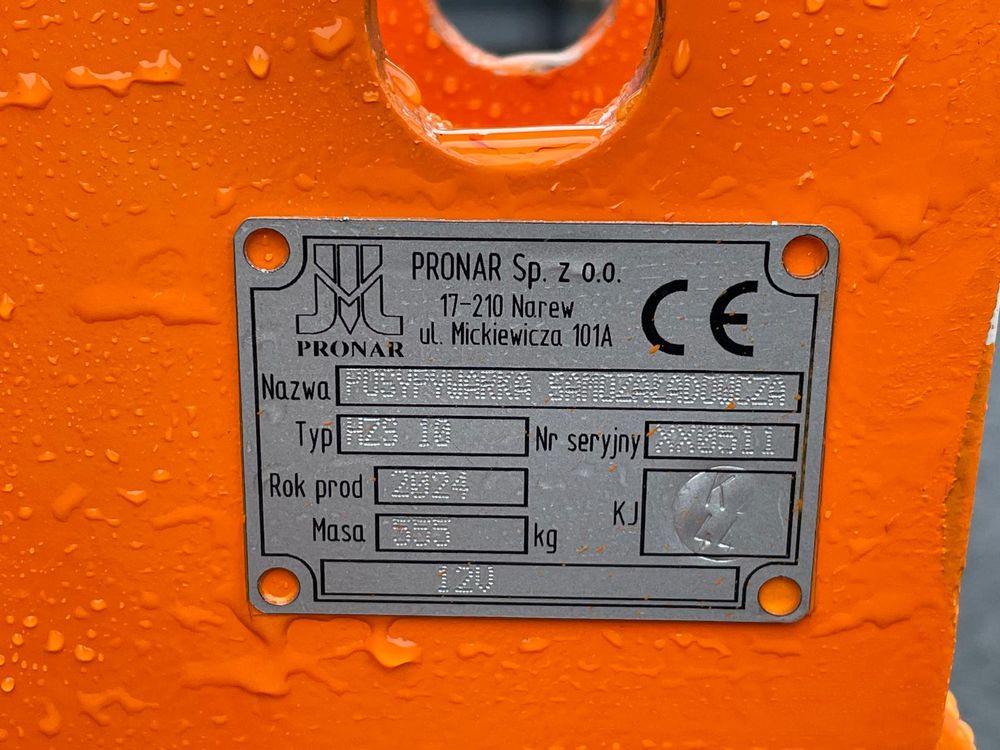 PRONAR Sp. z o.o.
17-210 Narew
ul. Mickiewicza 101A
PRONAR
CE
Nazwa POSYPYWARKA SAMOZAŁADOWCZA
Typ HZS 10 Nr seryjny
Rok prod 2024
Masa kg
KJ K
12V